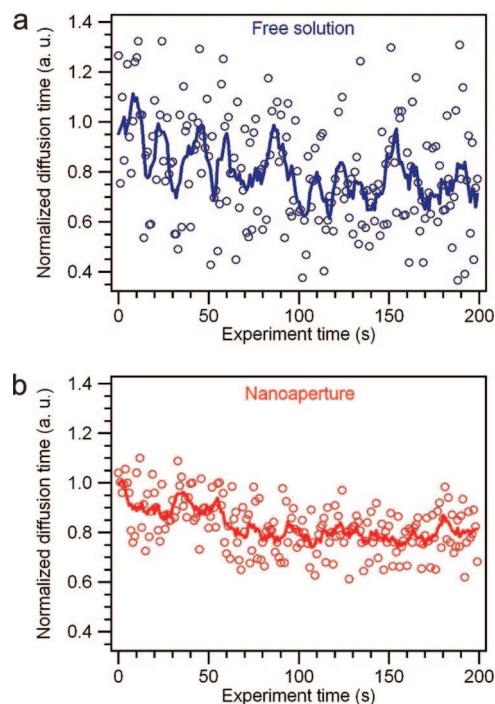 a
Free solution
Normalized diffusion time (a. u.)
1.4
1.2
1.0
0.8
0.6
0.4
0
50
100
150
200
Experiment time (s)
b
Nanoaperture
Normalized diffusion time (a. u.)
1.4
1.2
1.0
0.8
0.6
0.4
0
50
100
150
200
Experiment time (s)